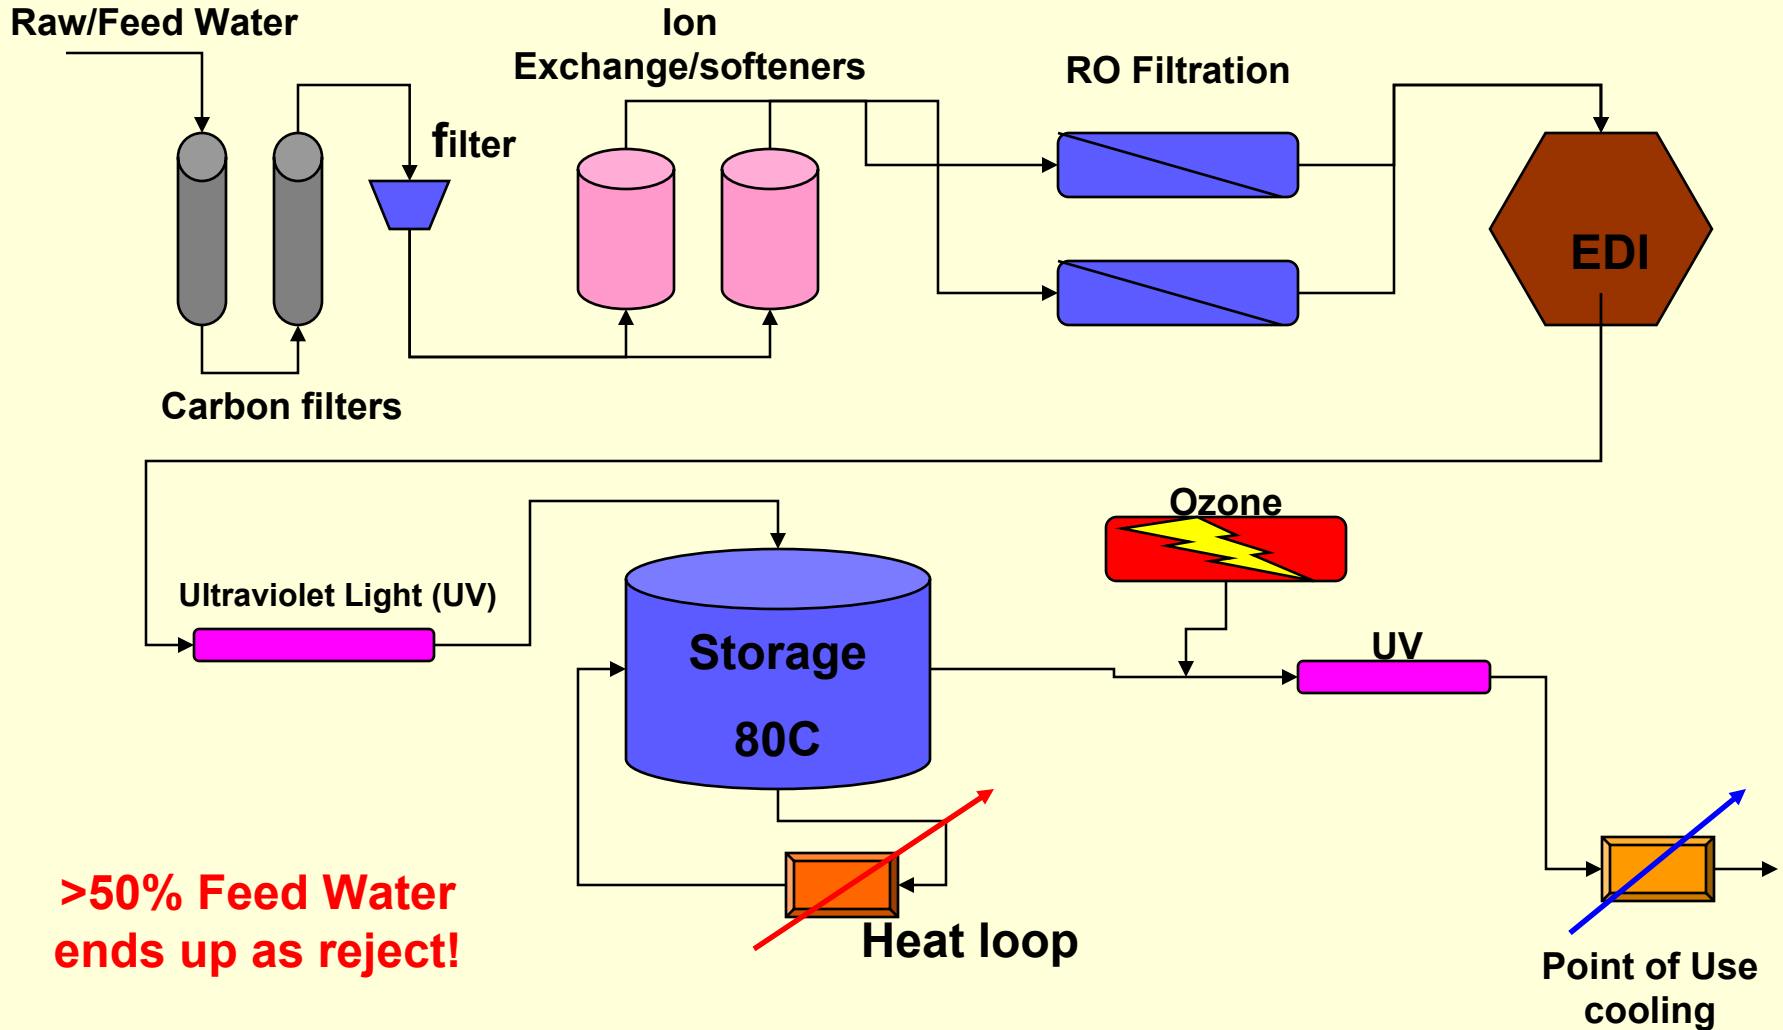 Raw/Feed Water
Ion
Exchange/softeners
RO Filtration
filter
EDI
Carbon filters
Ozone
Ultraviolet Light (UV)
Storage
80C
UV
>50% Feed Water
ends up as reject!
Heat loop
Point of Use
cooling